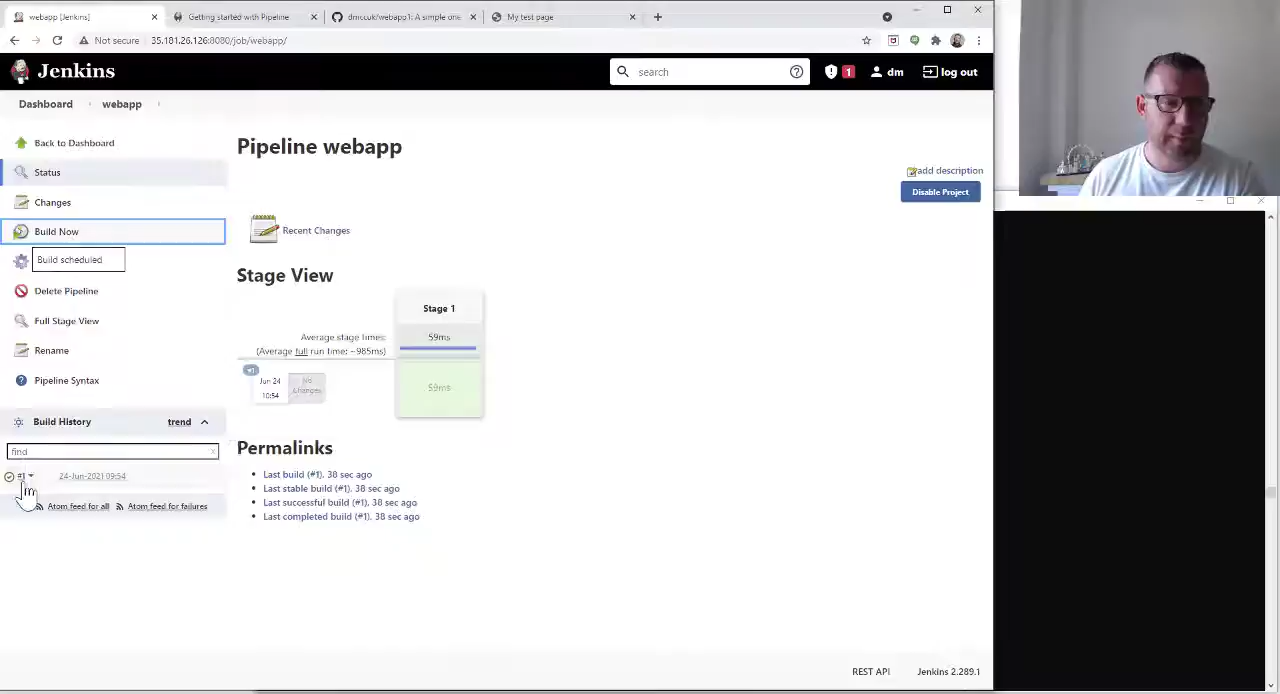 webapp [Jenkins]
Getting started with Pipeline
dmccuk/webapp1: A simple one
My test page
Not secure
35.181.26.126:8080/job/webapp/
Jenkins
search
1
dm
log out
Dashboard
webapp
Back to Dashboard
Status
Changes
Build Now
Build scheduled
Delete Pipeline
Full Stage View
Rename
Pipeline Syntax
Build History
trend
find
x
#1
24-Jun-2021 09:54
Atom feed for all
Atom feed for failures
Pipeline webapp
add description
Disable Project
Recent Changes
Stage View
Stage 1
Average stage times:
59ms
(Average full run time: ~985ms)
#1
Jun 24
10:54
No
Changes
59ms
Permalinks
Last build (#1), 38 sec ago
Last stable build (#1), 38 sec ago
Last successful build (#1), 38 sec ago
Last completed build (#1), 38 sec ago
REST API
Jenkins 2.289.1